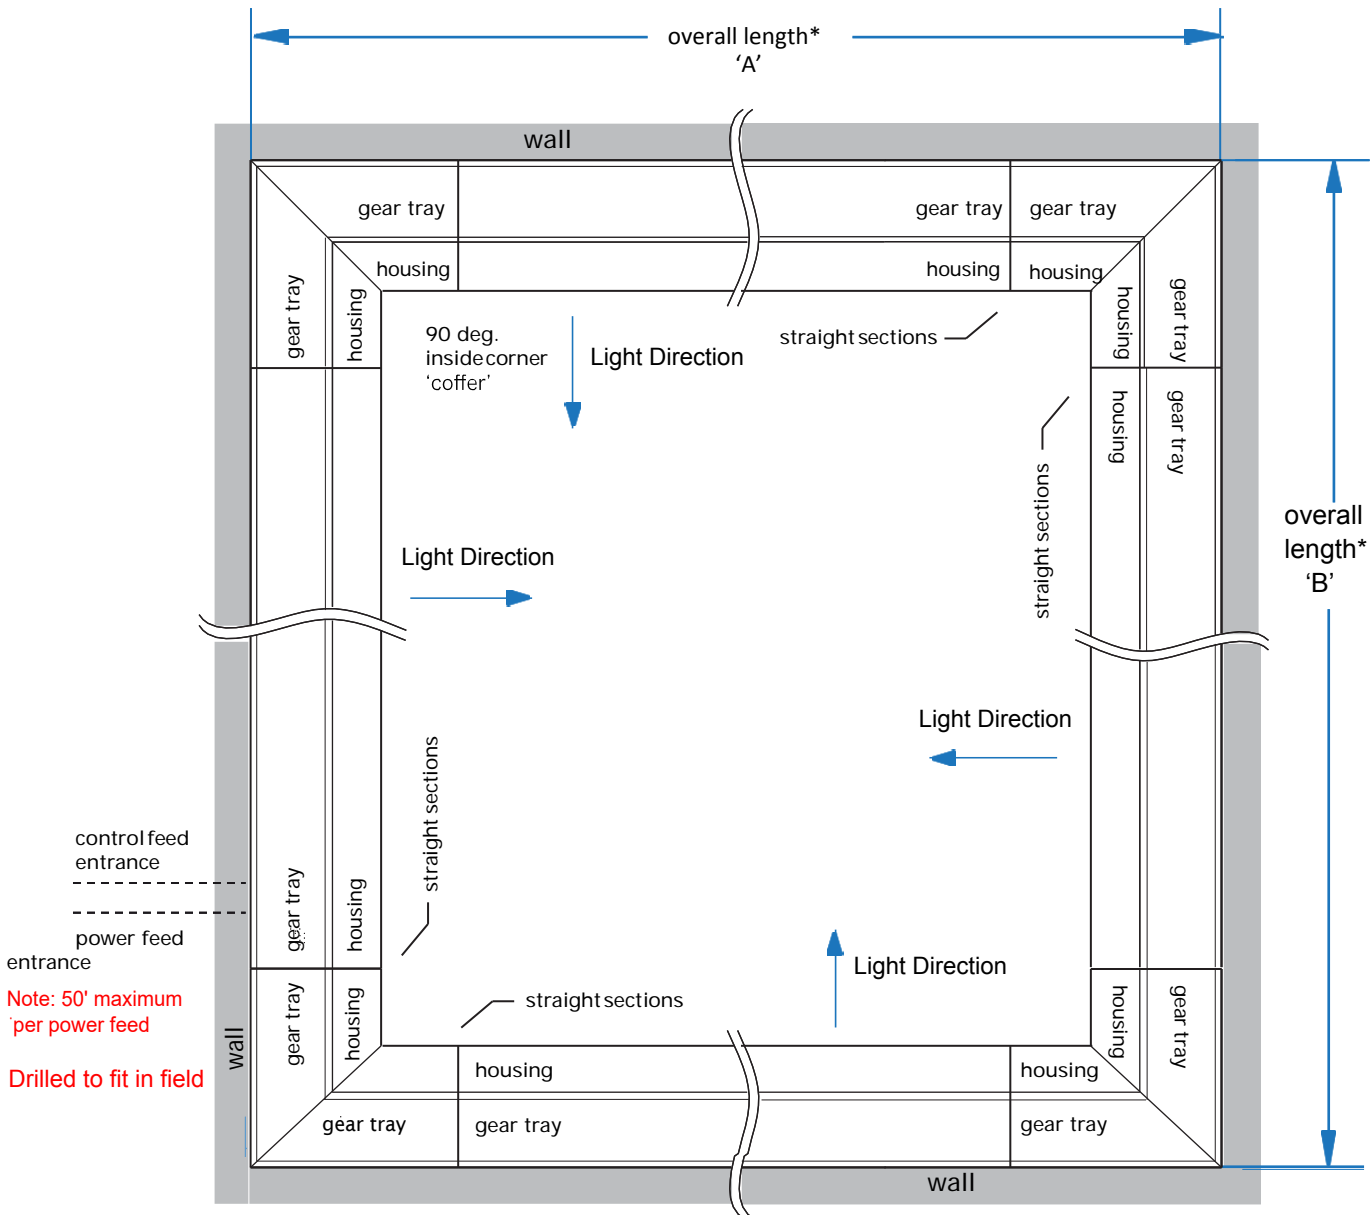 overall length*
‘A’
wall
gear tray
gear tray
gear tray
housing
housing
housing
gear tray
housing
housing
gear tray
90 deg.
inside corner
‘coffer’
Light Direction
straight sections
housing
gear tray
straight sections
overall
length*
‘B’
Light Direction
Light Direction
straight sections
control feed
entrance
gear tray
housing
power feed
entrance
Light Direction
Note: 50' maximum
per power feed
gear tray
housing
straight sections
housing
gear tray
wall
Drilled to fit in field
housing
housing
gear tray
gear tray
gear tray
wall